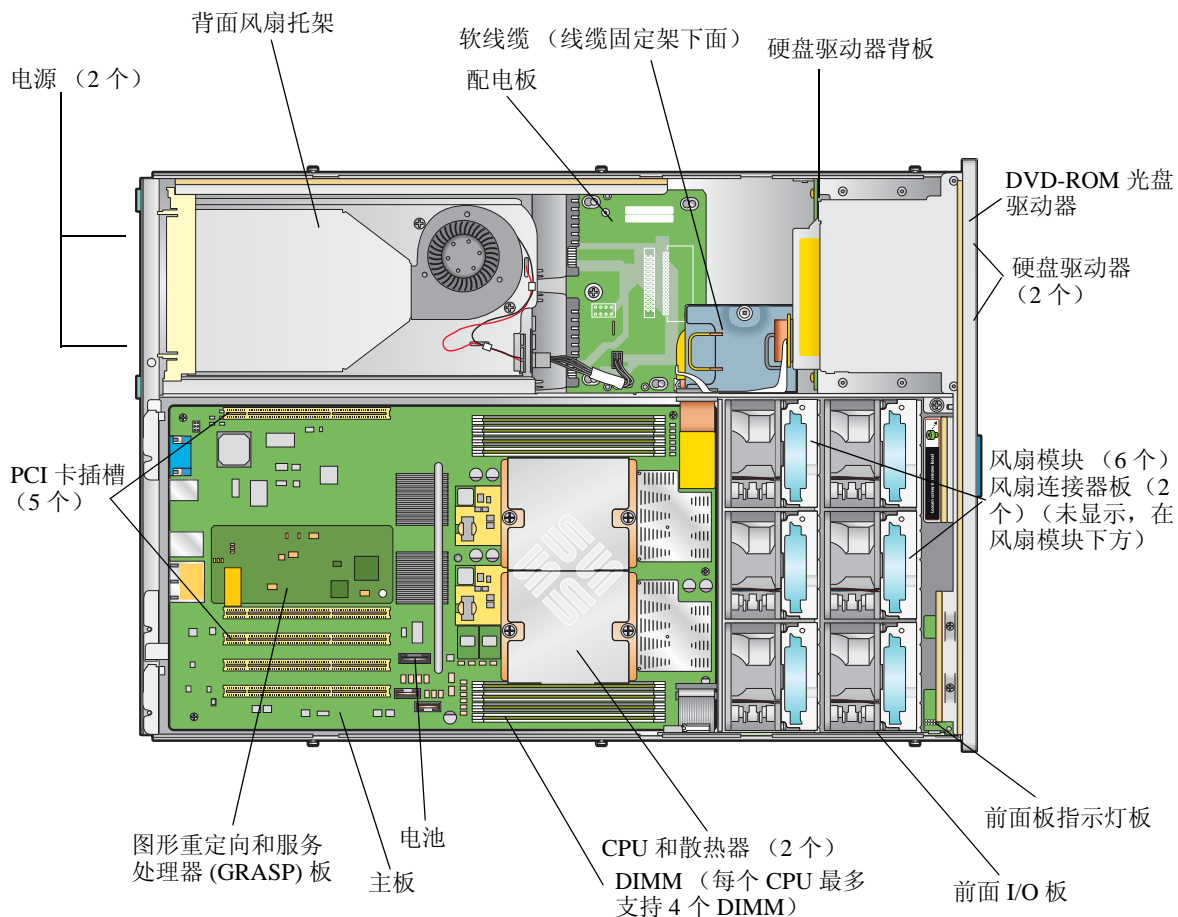 背面风扇托架
软线缆 （线缆固定架下面）
硬盘驱动器背板
电源 （2 个）
配电板
DVD-ROM 光盘
驱动器
硬盘驱动器
（2 个）
PCI 卡插槽
（5 个）
风扇模块 （6 个）
风扇连接器板（2
个）（未显示，在
风扇模块下方）
SUN
前面板指示灯板
图形重定向和服务
处理器 (GRASP) 板
电池
主板
CPU 和散热器 （2 个）
DIMM （每个 CPU 最多
支持 4 个 DIMM）
前面 I/O 板